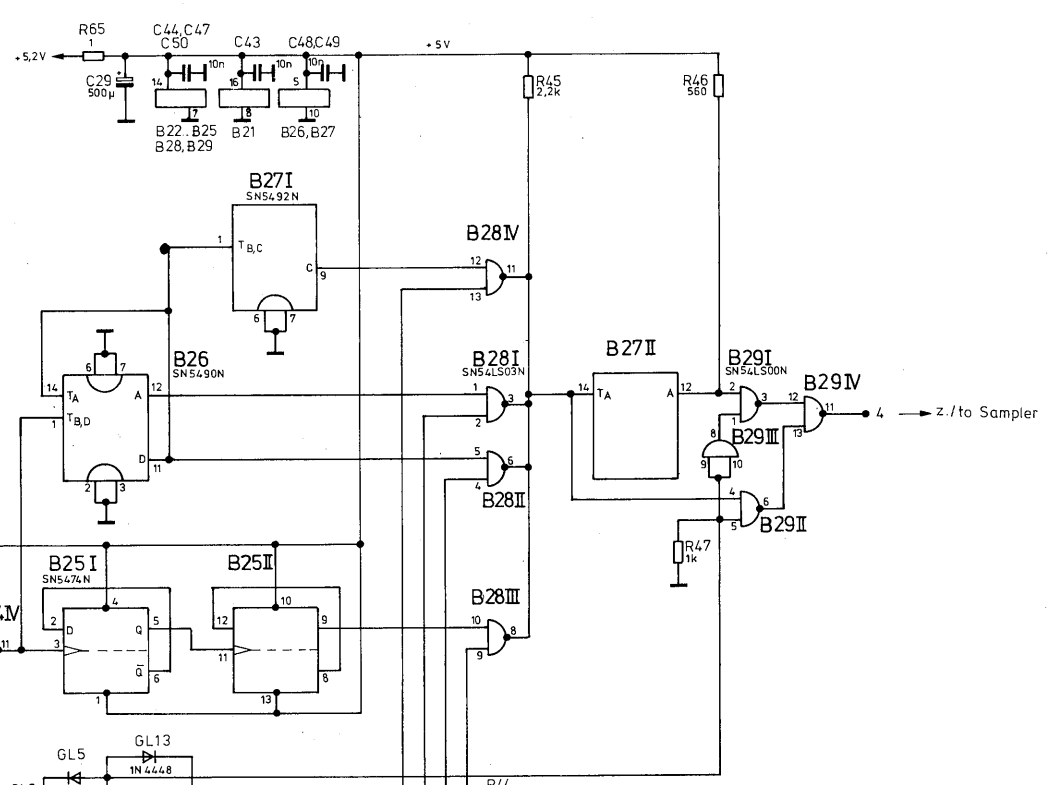 R65
1
+5,2V
C44,C47
C50
C43
C48,C49
+5V
10n
10n
10n
C29
500µ
+
14
16
5
7
8
10
B22..B25
B28,B29
B21
B26,B27
R45
2,2k
R46
560
B27I
SN5492N
1
TB,C
C
9
6
7
B28IV
12
11
13
B26
SN5490N
6
7
14
TA
A
12
1
TB,D
D
11
2
3
B28I
SN54LS03N
1
3
2
5
6
4
B28II
B27II
14
TA
A
12
B29I
SN54LS00N
2
3
1
B29IV
12
11
13
4
z./to Sampler
8
B29III
9
10
4
6
5
B29II
R47
1k
B25I
SN5474N
4
2
D
Q
5
3
Q̅
6
1
B25II
10
12
9
11
8
13
B28III
10
8
9
4IV
11
GL5
GL13
1N4448